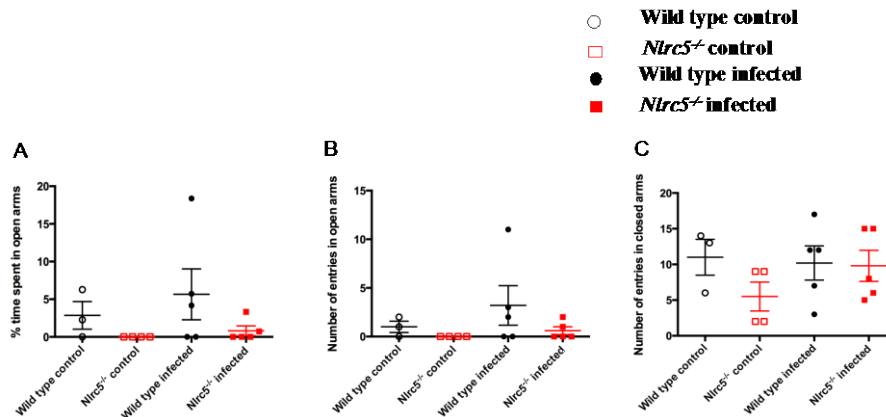 Wild type control
Nlrc5-/- control
Wild type infected
Nlrc5-/- infected
A
% time spent in open arms
20
15
10
5
0
Wild type control
Nlrc5-/- control
Wild type infected
Nlrc5-/- infected
B
Number of entries in open arms
15
10
5
0
Wild type control
Nlrc5-/- control
Wild type infected
Nlrc5-/- infected
C
Number of entries in closed arms
20
15
10
5
0
Wild type control
Nlrc5-/- control
Wild type infected
Nlrc5-/- infected